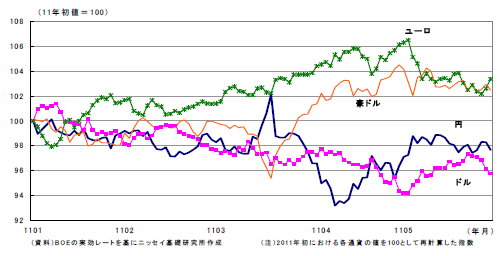 (11年初値＝100)
108
106
104
102
100
98
96
94
92
ユーロ
豪ドル
円
ドル
1101 1102 1103 1104 1105 (年月)
(資料)BOEの実効レートを基にニッセイ基礎研究所作成 (注)2011年初における各通貨の値を100として再計算した指数